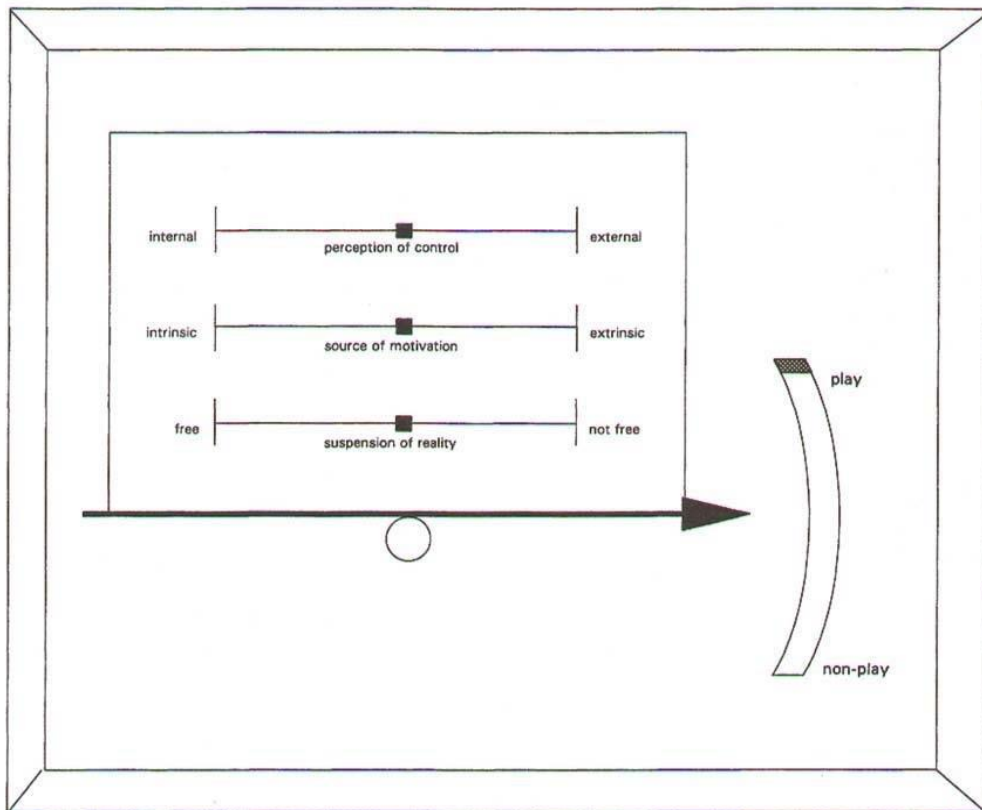 internal
external
perception of control
intrinsic
extrinsic
source of motivation
free
not free
suspension of reality
play
non-play